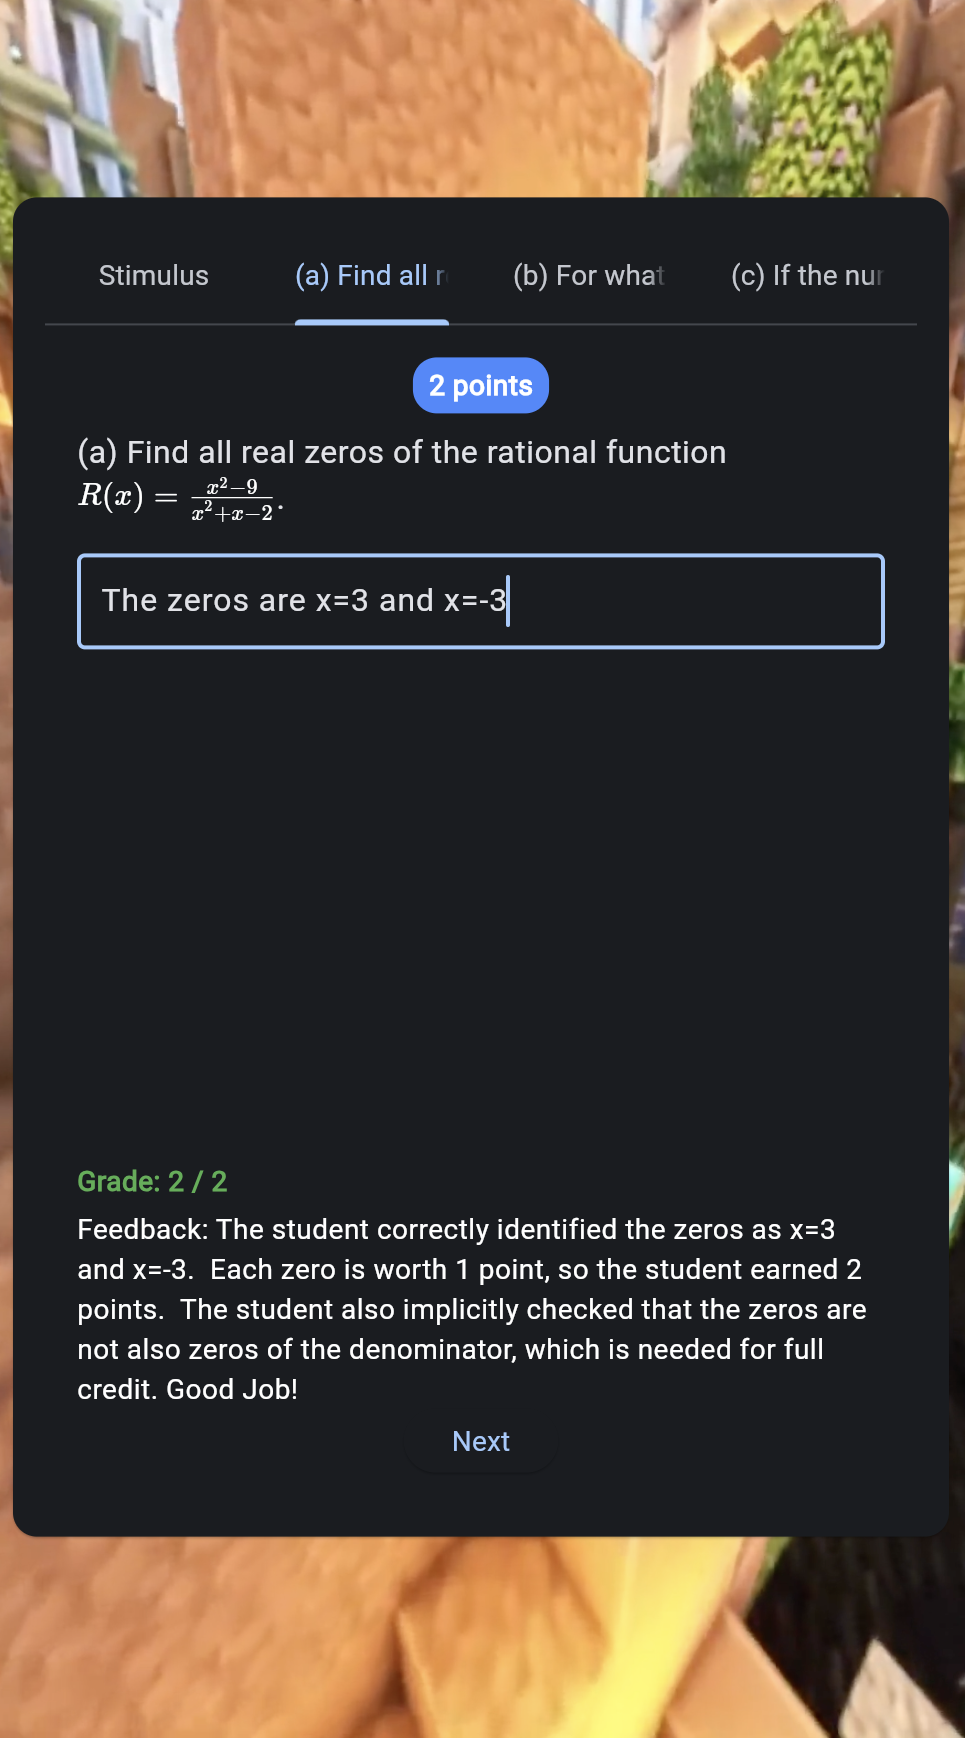 Stimulus
(a) Find all r
(b) For what
(c) If the nur
2 points
(a) Find all real zeros of the rational function
R(x) = \frac{x^2-9}{x^2+x-2}.
The zeros are x=3 and x=-3
Grade: 2 / 2
Feedback: The student correctly identified the zeros as x=3
and x=-3.  Each zero is worth 1 point, so the student earned 2
points.  The student also implicitly checked that the zeros are
not also zeros of the denominator, which is needed for full
credit. Good Job!
Next